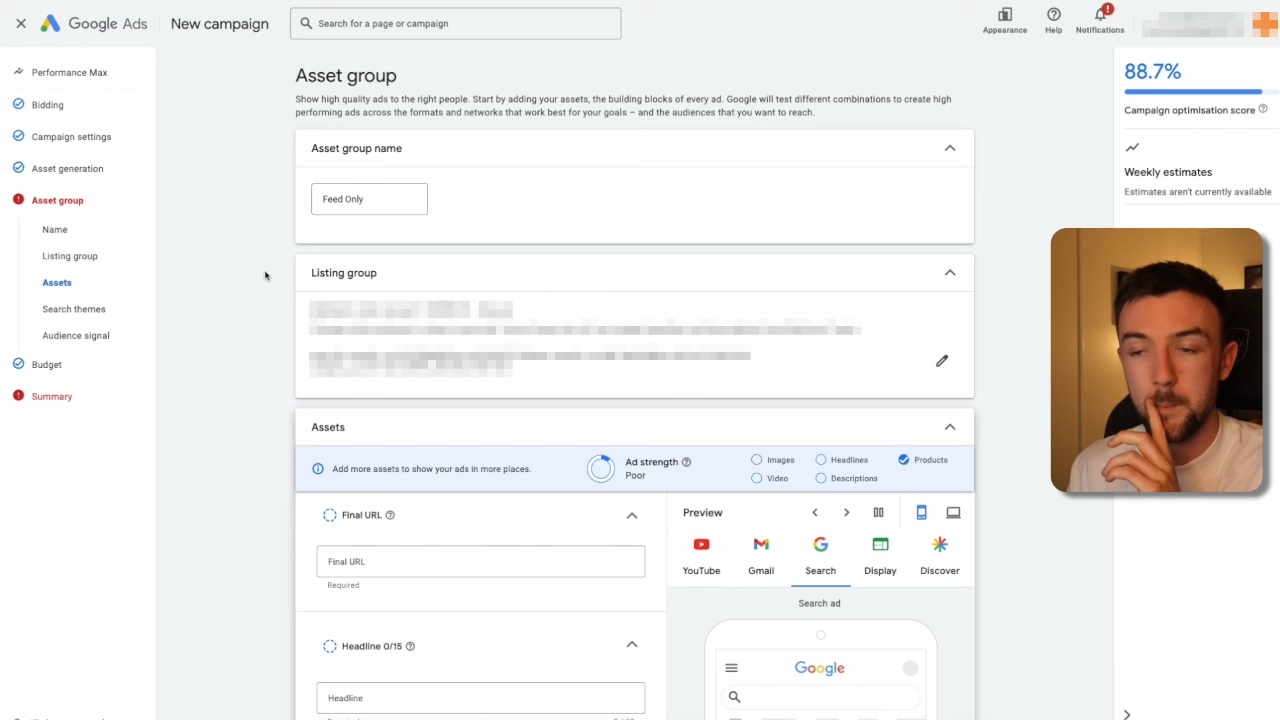 Google Ads
New campaign
Search for a page or campaign
Appearance
Help
Notifications
Performance Max
Bidding
Campaign settings
Asset generation
Asset group
Name
Listing group
Assets
Search themes
Audience signal
Budget
Summary
Asset group
Show high quality ads to the right people. Start by adding your assets, the building blocks of every ad. Google will test different combinations to create high
performing ads across the formats and networks that work best for your goals – and the audiences that you want to reach.
Asset group name
Feed Only
Listing group
Assets
Add more assets to show your ads in more places.
Ad strength
Poor
Images
Headlines
Products
Video
Descriptions
Final URL
Final URL
Required
Headline 0/15
Headline
Preview
YouTube
Gmail
Search
Display
Discover
Search ad
Google
88.7%
Campaign optimisation score
Weekly estimates
Estimates aren't currently available